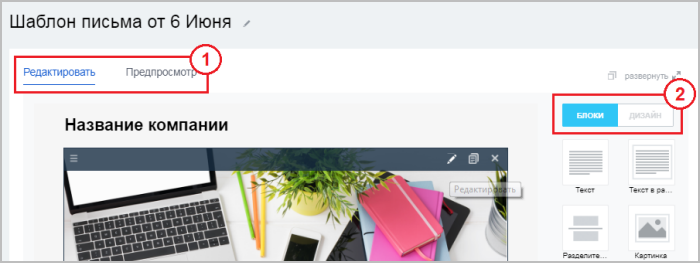 Шаблон письма от 6 Июня
1
Редактировать Предпросмотр
развернуть
2
Название компании
БЛОКИ ДИЗАЙН
Редактировать
Текст Текст в ра...
Разделите... Картинка